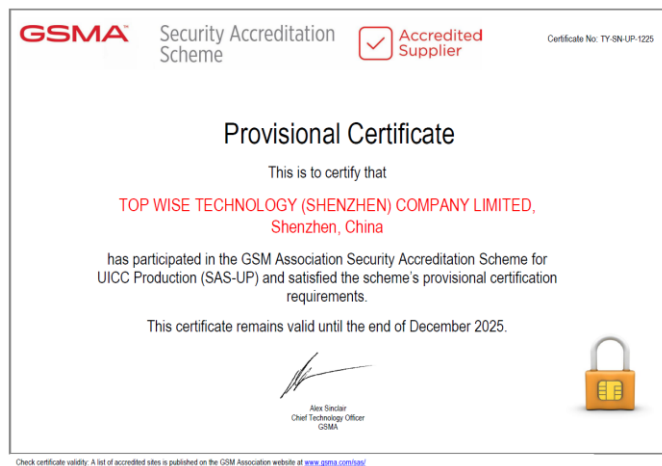 GSMA™
Security Accreditation
Scheme
Accredited
Supplier
Certificate No: TY-SN-UP-1225
Provisional Certificate
This is to certify that
TOP WISE TECHNOLOGY (SHENZHEN) COMPANY LIMITED,
Shenzhen, China
has participated in the GSM Association Security Accreditation Scheme for
UICC Production (SAS-UP) and satisfied the scheme's provisional certification
requirements.
This certificate remains valid until the end of December 2025.
Alex Sinclair
Chief Technology Officer
GSMA
Check certificate validity: A list of accredited sites is published on the GSM Association website at www.gsma.com/sas/